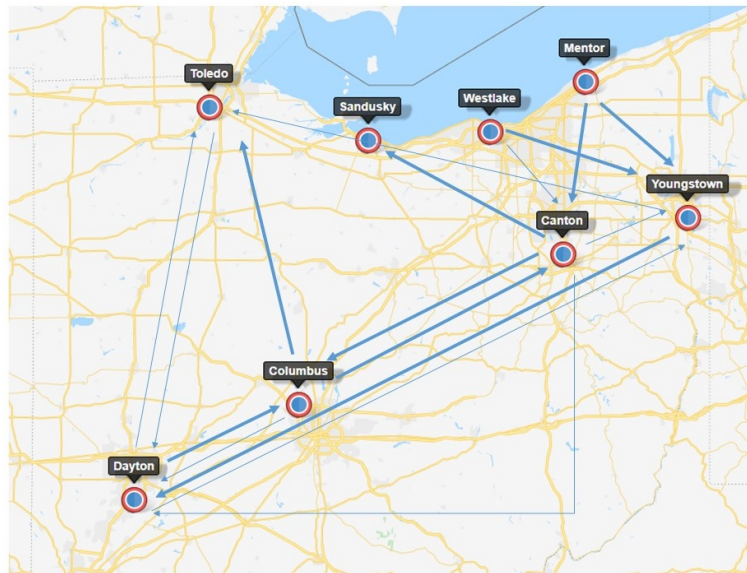 Mentor
Toledo
Westlake
Sandusky
Youngstown
Canton
Columbus
Dayton